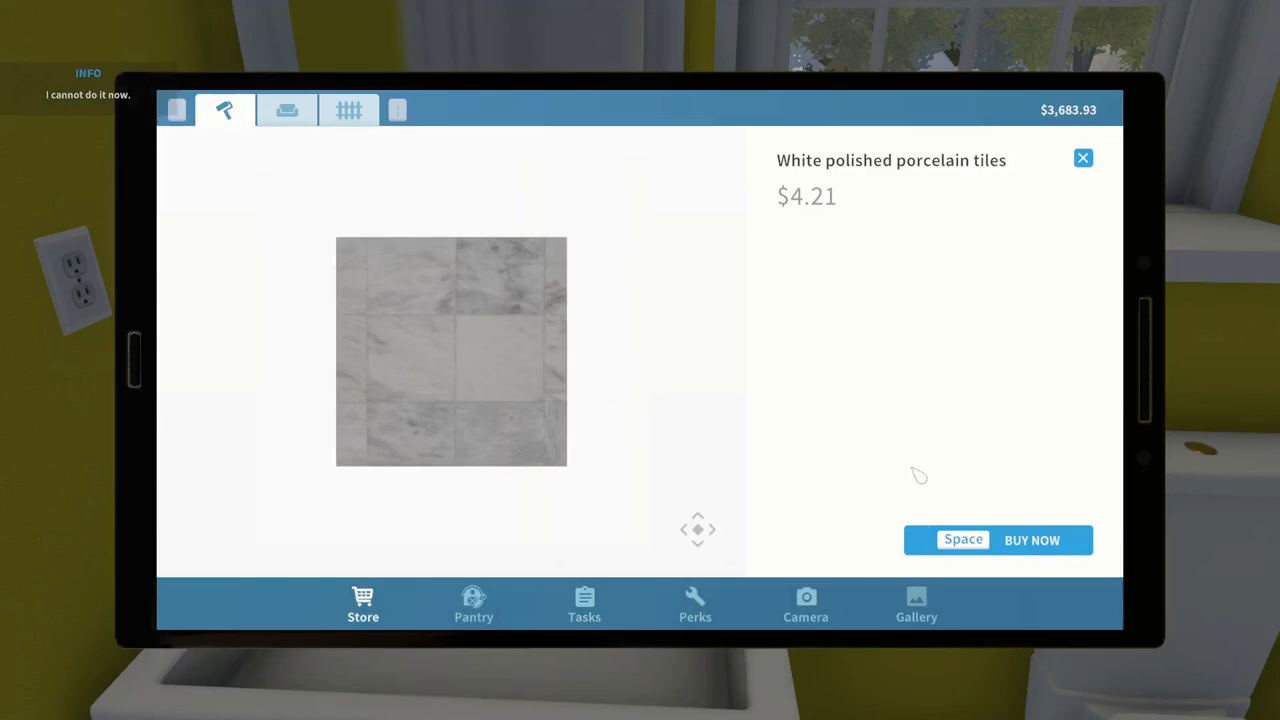 INFO
I cannot do it now.
$3,683.93
White polished porcelain tiles
$4.21
Space BUY NOW
Store Pantry Tasks Perks Camera Gallery